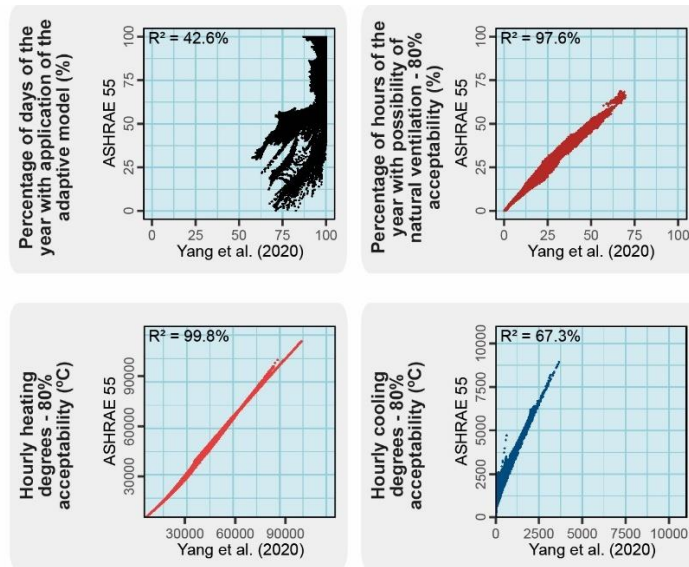 Percentage of days of the
year with application of the
adaptive model (%)
ASHRAE 55
100
75
50
25
0
R² = 42.6%
0 25 50 75 100
Yang et al. (2020)
Percentage of hours of the
year with possibility of
natural ventilation - 80%
acceptability (%)
ASHRAE 55
100
75
50
25
0
R² = 97.6%
0 25 50 75 100
Yang et al. (2020)
Hourly heating
degrees - 80%
acceptability (ºC)
ASHRAE 55
90000
60000
30000
R² = 99.8%
30000 60000 90000
Yang et al. (2020)
Hourly cooling
degrees - 80%
acceptability (ºC)
ASHRAE 55
10000
7500
5000
2500
0
R² = 67.3%
0 2500 5000 7500 10000
Yang et al. (2020)